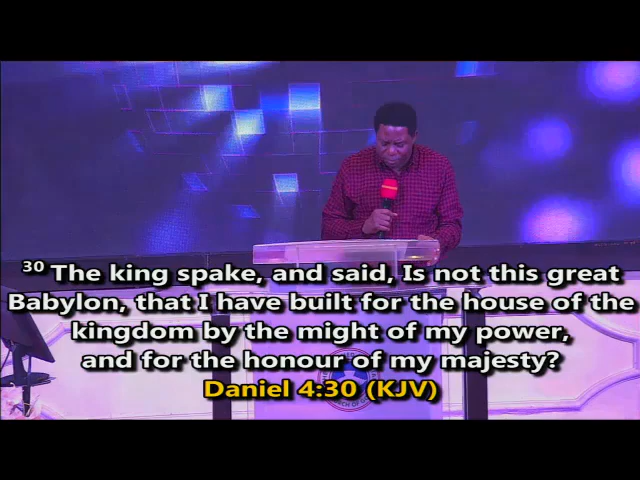 30 The king spake, and said, Is not this great
Babylon, that I have built for the house of the
kingdom by the might of my power,
and for the honour of my majesty?
Daniel 4:30 (KJV)